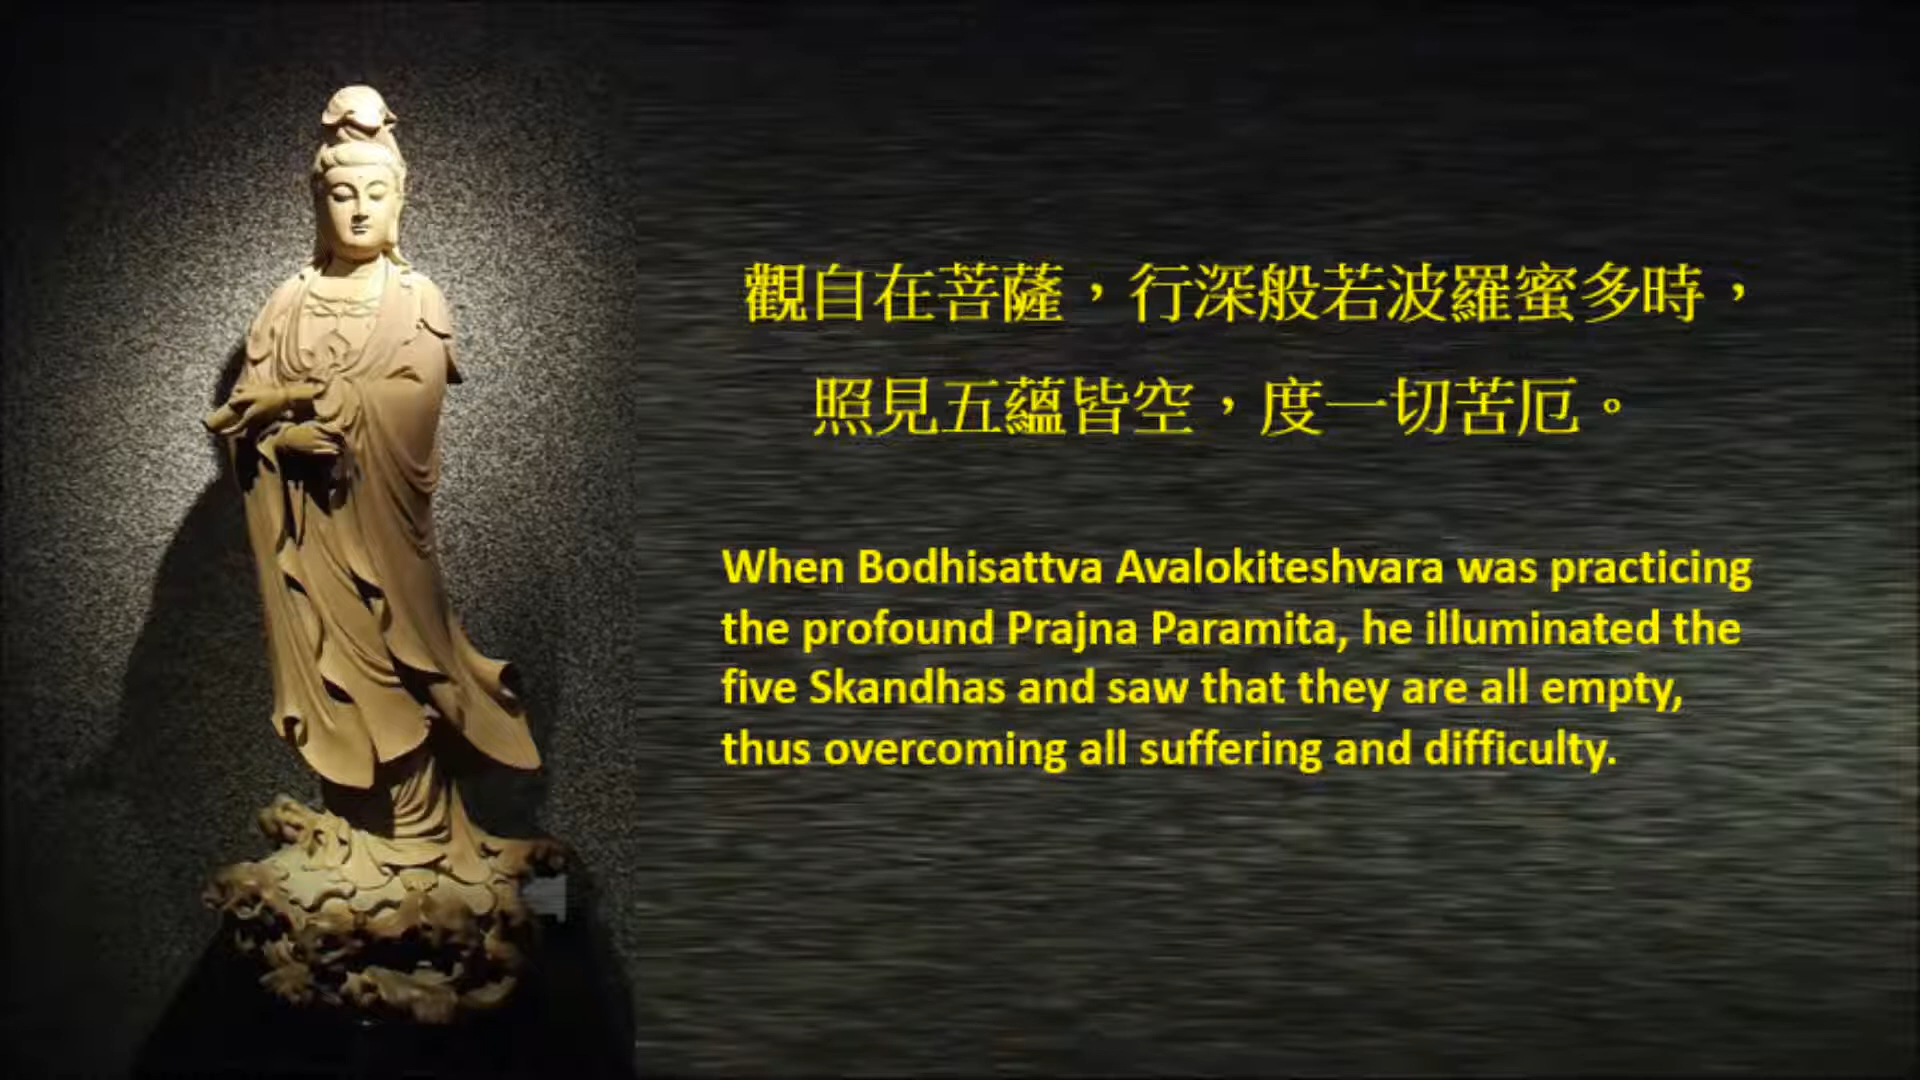 觀自在菩薩，行深般若波羅蜜多時，
照見五蘊皆空，度一切苦厄。
When Bodhisattva Avalokiteshvara was practicing
the profound Prajna Paramita, he illuminated the
five Skandhas and saw that they are all empty,
thus overcoming all suffering and difficulty.